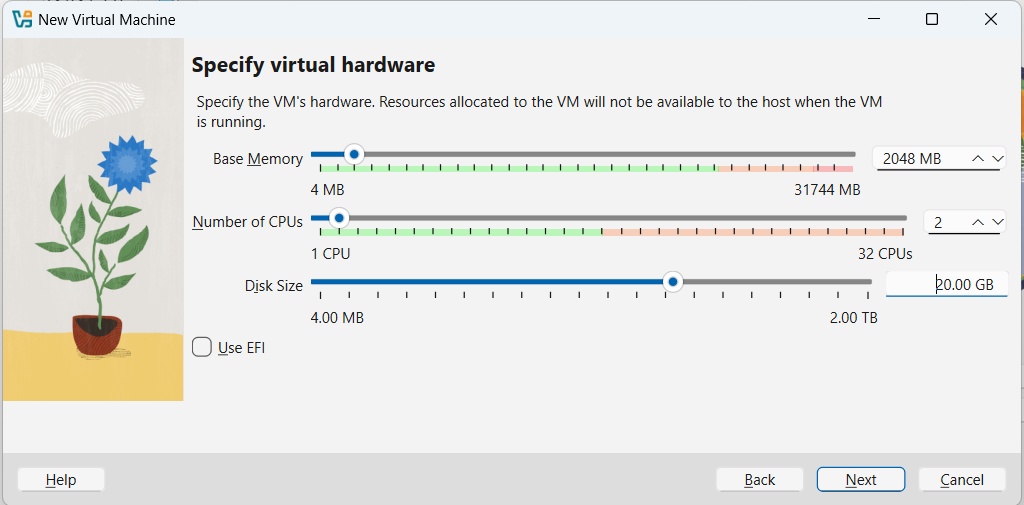 New Virtual Machine
Specify virtual hardware
Specify the VM's hardware. Resources allocated to the VM will not be available to the host when the VM
is running.
Base Memory
2048 MB
4 MB
31744 MB
Number of CPUs
2
1 CPU
32 CPUs
Disk Size
20.00 GB
4.00 MB
2.00 TB
Use EFI
Help
Back
Next
Cancel